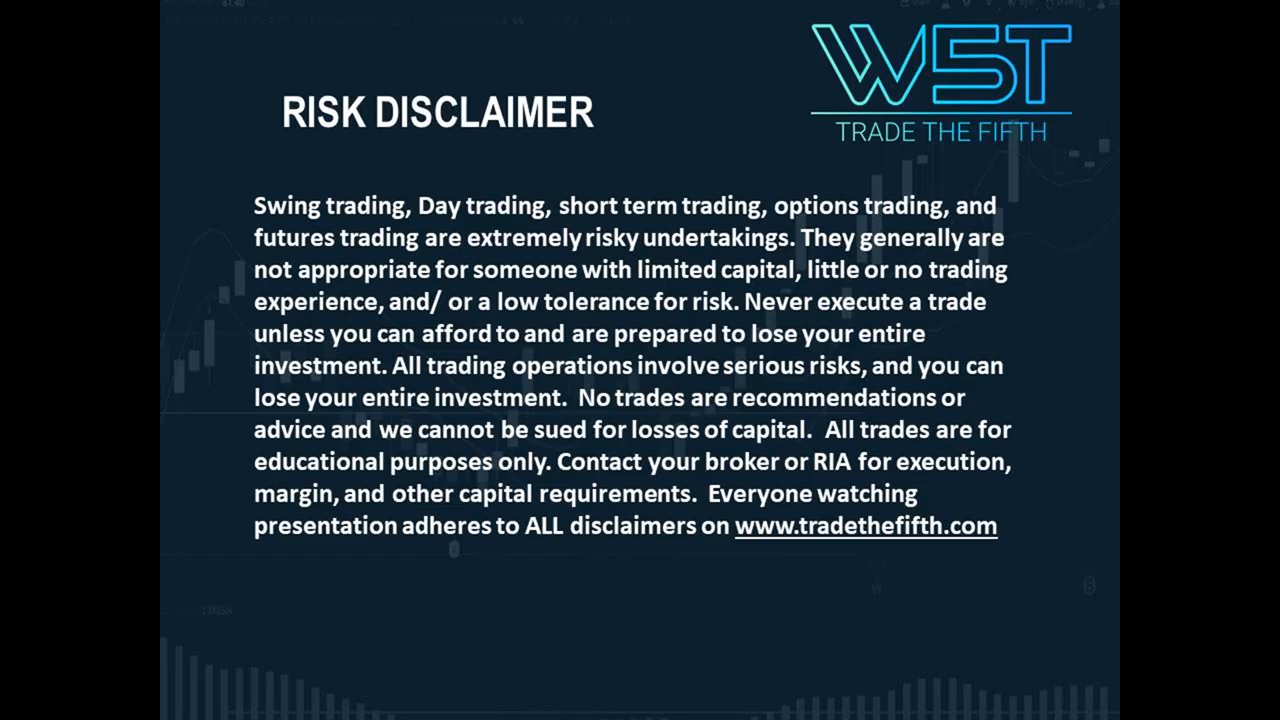 W5T
TRADE THE FIFTH
RISK DISCLAIMER
Swing trading, Day trading, short term trading, options trading, and
futures trading are extremely risky undertakings. They generally are
not appropriate for someone with limited capital, little or no trading
experience, and/ or a low tolerance for risk. Never execute a trade
unless you can afford to and are prepared to lose your entire
investment. All trading operations involve serious risks, and you can
lose your entire investment.  No trades are recommendations or
advice and we cannot be sued for losses of capital.  All trades are for
educational purposes only. Contact your broker or RIA for execution,
margin, and other capital requirements.  Everyone watching
presentation adheres to ALL disclaimers on www.tradethefifth.com